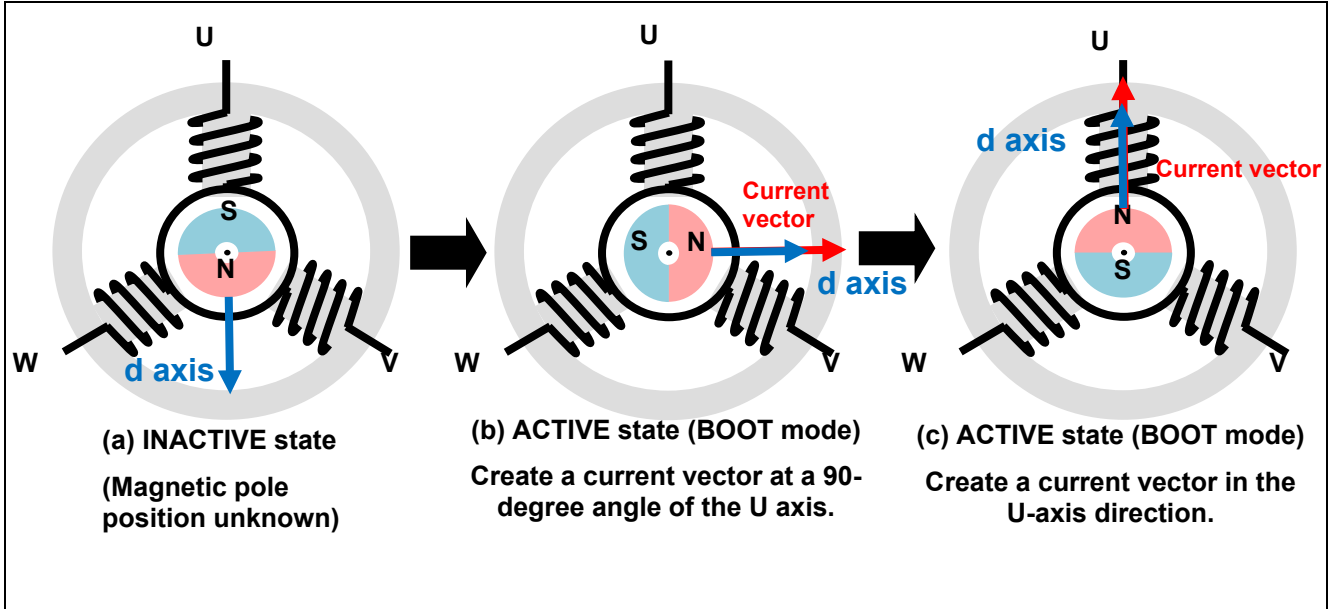 U
S
N
W
V
d axis
(a) INACTIVE state
(Magnetic pole
position unknown)
U
S
N
Current
vector
d axis
W
V
(b) ACTIVE state (BOOT mode)
Create a current vector at a 90-
degree angle of the U axis.
U
d axis
Current vector
N
S
W
V
(c) ACTIVE state (BOOT mode)
Create a current vector in the
U-axis direction.